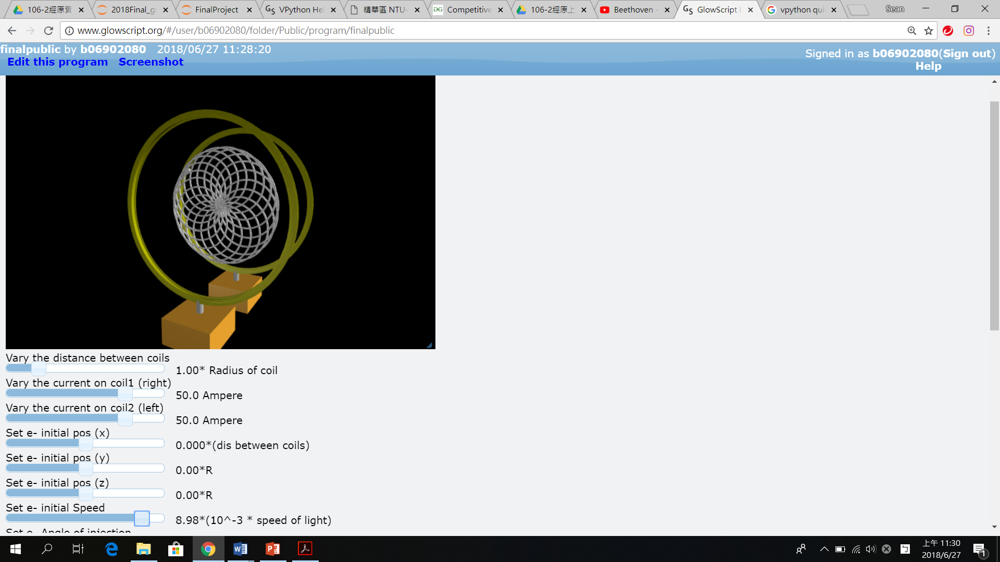 106-2經原實
2018Final_g
FinalProject
VPython Hel
精華區 NTU-
Competitive
106-2經原上
Beethoven -
GlowScript
vpython qui
Sean
www.glowscript.org/#/user/b06902080/folder/Public/program/finalpublic
finalpublic by b06902080 2018/06/27 11:28:20
Signed in as b06902080(Sign out)
Edit this program Screenshot
Help
Vary the distance between coils
1.00* Radius of coil
Vary the current on coil1 (right)
50.0 Ampere
Vary the current on coil2 (left)
50.0 Ampere
Set e- initial pos (x)
0.000*(dis between coils)
Set e- initial pos (y)
0.00*R
Set e- initial pos (z)
0.00*R
Set e- initial Speed
8.98*(10^-3 * speed of light)
Set e- Angle of injection
上午 11:30
2018/6/27
1